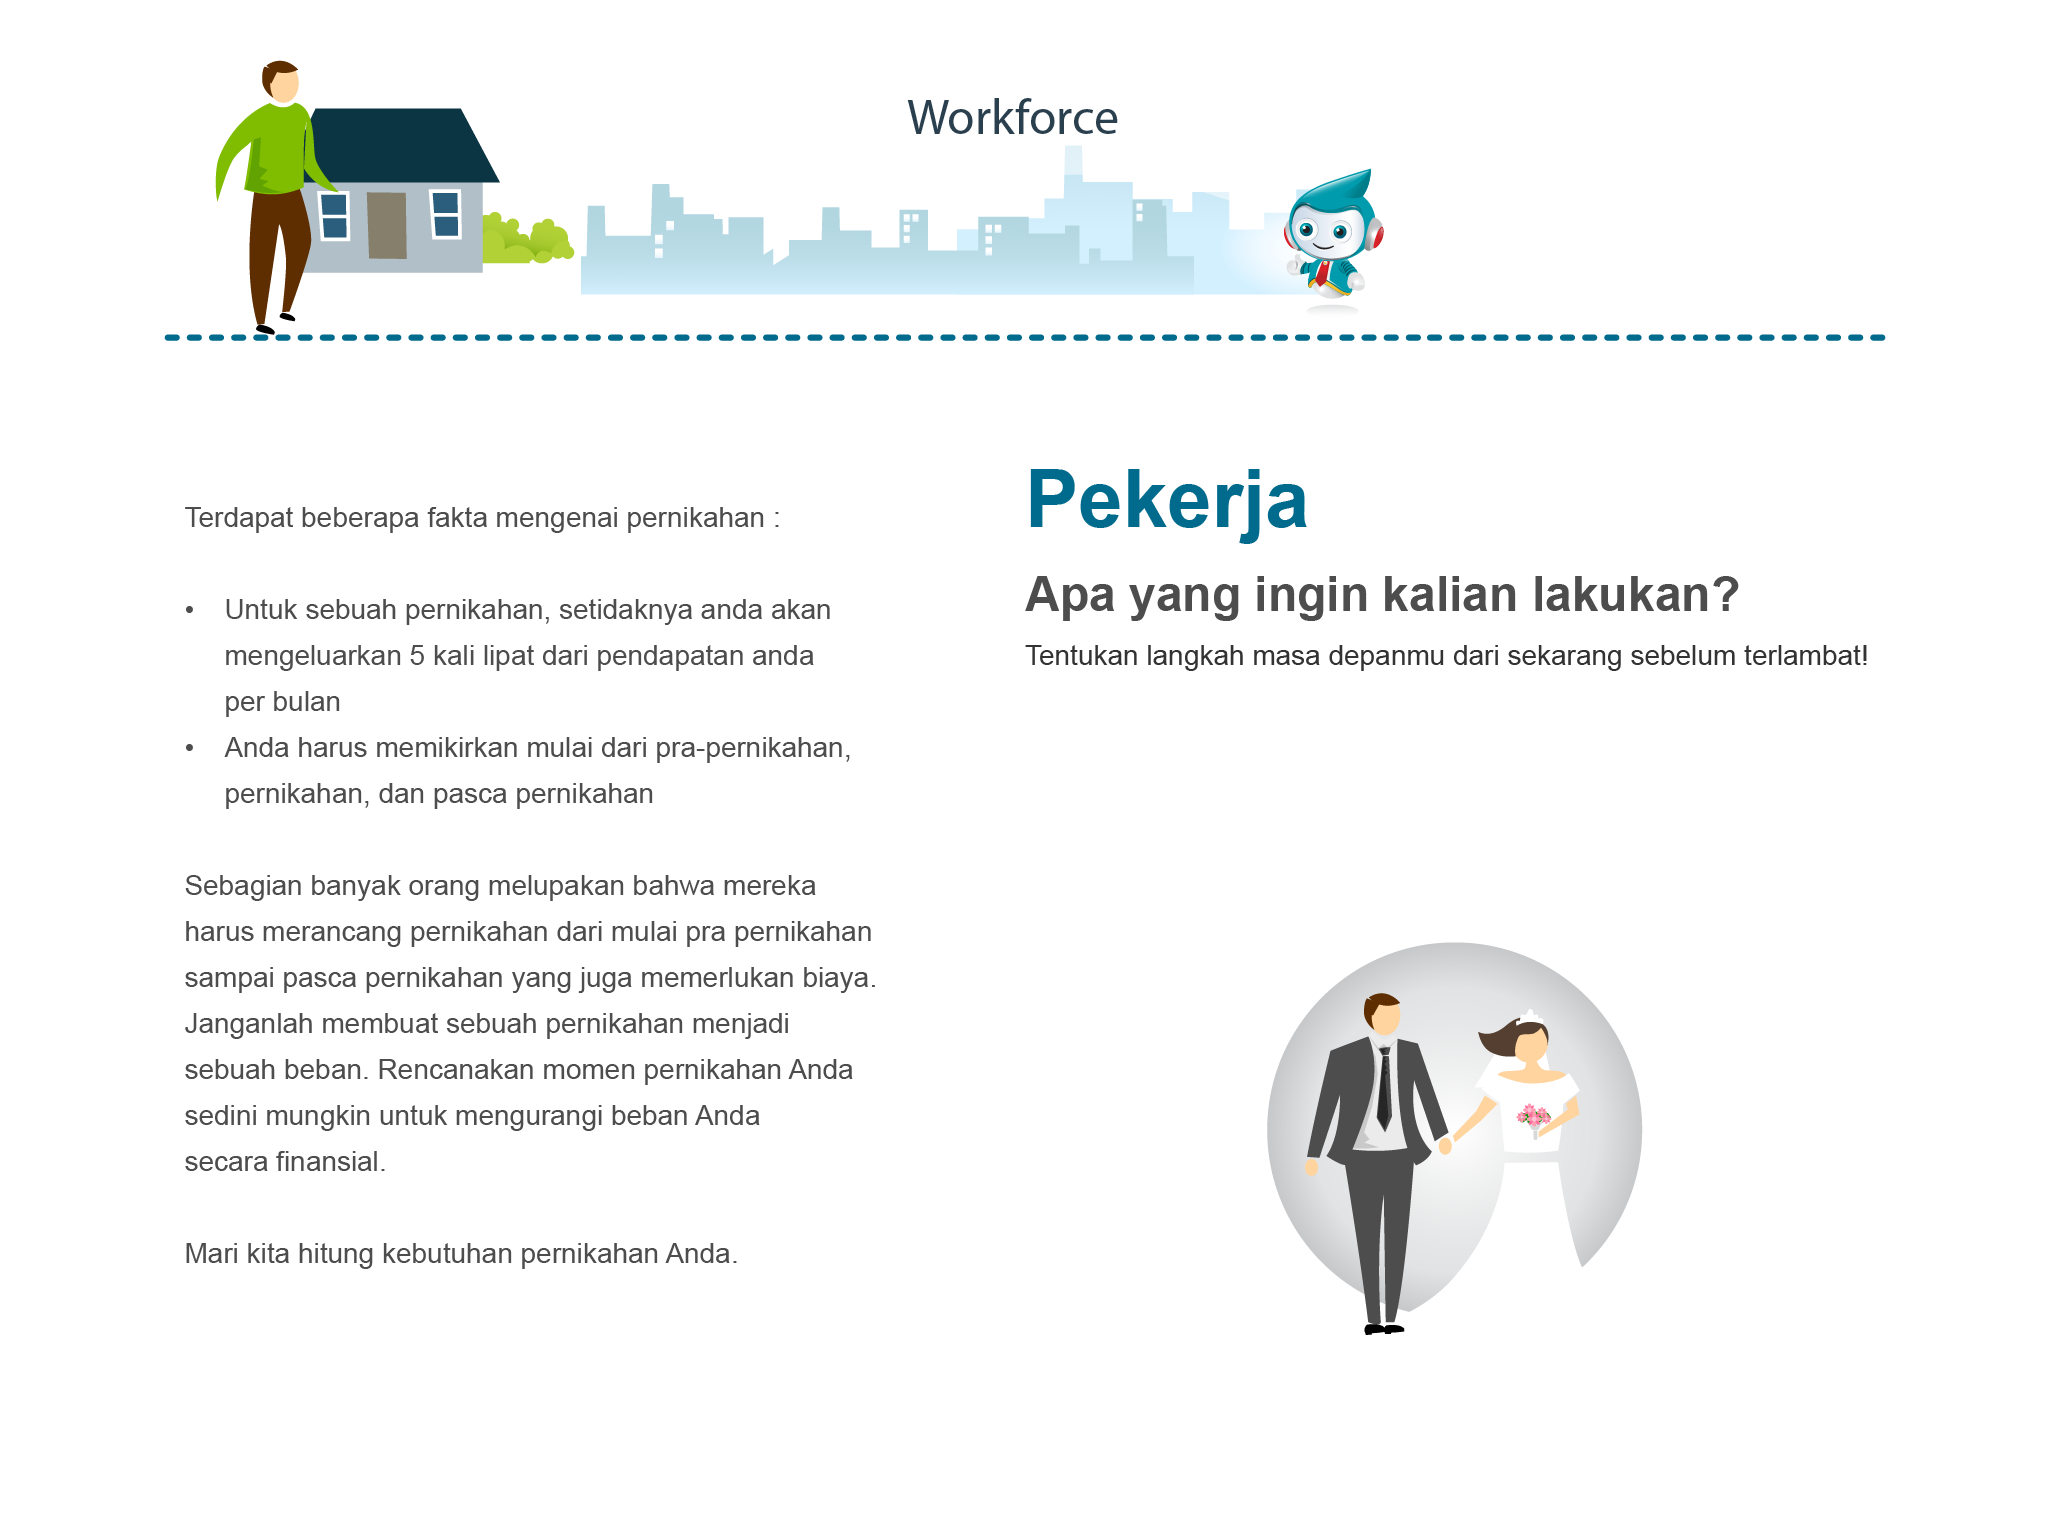 Workforce
Terdapat beberapa fakta mengenai pernikahan :
• Untuk sebuah pernikahan, setidaknya anda akan
mengeluarkan 5 kali lipat dari pendapatan anda
per bulan
• Anda harus memikirkan mulai dari pra-pernikahan,
pernikahan, dan pasca pernikahan
Sebagian banyak orang melupakan bahwa mereka
harus merancang pernikahan dari mulai pra pernikahan
sampai pasca pernikahan yang juga memerlukan biaya.
Janganlah membuat sebuah pernikahan menjadi
sebuah beban. Rencanakan momen pernikahan Anda
sedini mungkin untuk mengurangi beban Anda
secara finansial.
Mari kita hitung kebutuhan pernikahan Anda.
Pekerja
Apa yang ingin kalian lakukan?
Tentukan langkah masa depanmu dari sekarang sebelum terlambat!